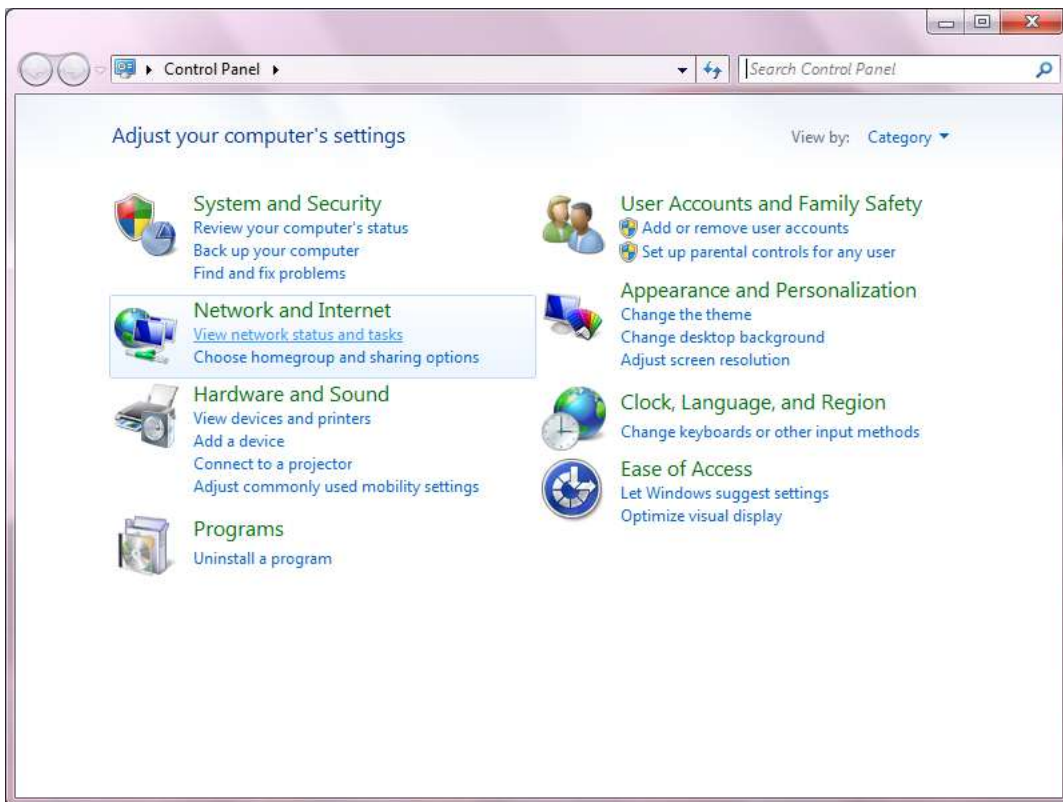 Control Panel
Search Control Panel
Adjust your computer's settings
View by: Category
System and Security
Review your computer's status
Back up your computer
Find and fix problems
Network and Internet
View network status and tasks
Choose homegroup and sharing options
Hardware and Sound
View devices and printers
Add a device
Connect to a projector
Adjust commonly used mobility settings
Programs
Uninstall a program
User Accounts and Family Safety
Add or remove user accounts
Set up parental controls for any user
Appearance and Personalization
Change the theme
Change desktop background
Adjust screen resolution
Clock, Language, and Region
Change keyboards or other input methods
Ease of Access
Let Windows suggest settings
Optimize visual display